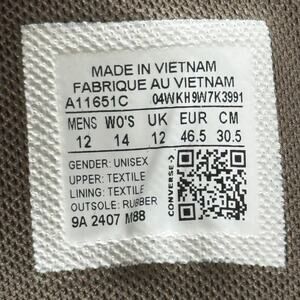 MADE IN VIETNAM
FABRIQUE AU VIETNAM
A11651C 04WKH9W7K3991
MENS WO'S UK EUR CM
12 14 12 46.5 30.5
GENDER: UNISEX
UPPER: TEXTILE
LINING: TEXTILE
OUTSOLE: RUBBER
9A 2407 M88
CONVERSE